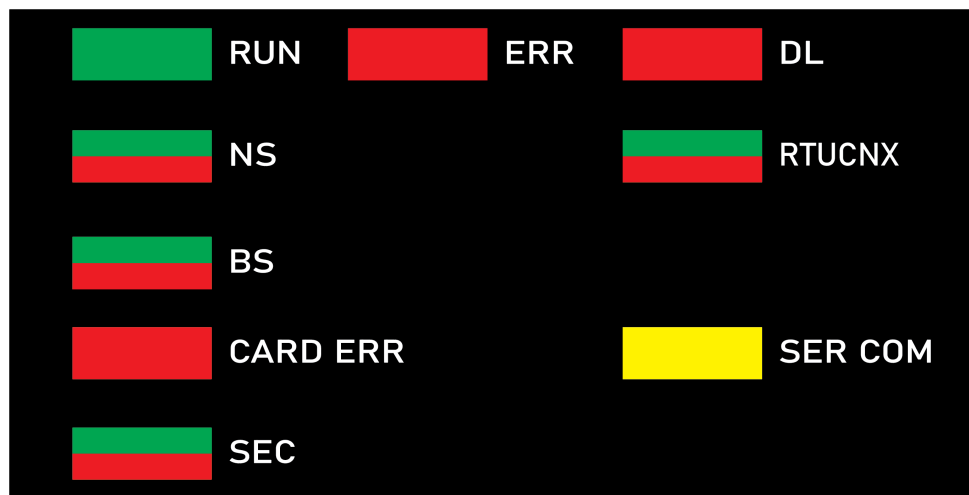 RUN ERR DL
NS RTUCNX
BS
CARD ERR SER COM
SEC